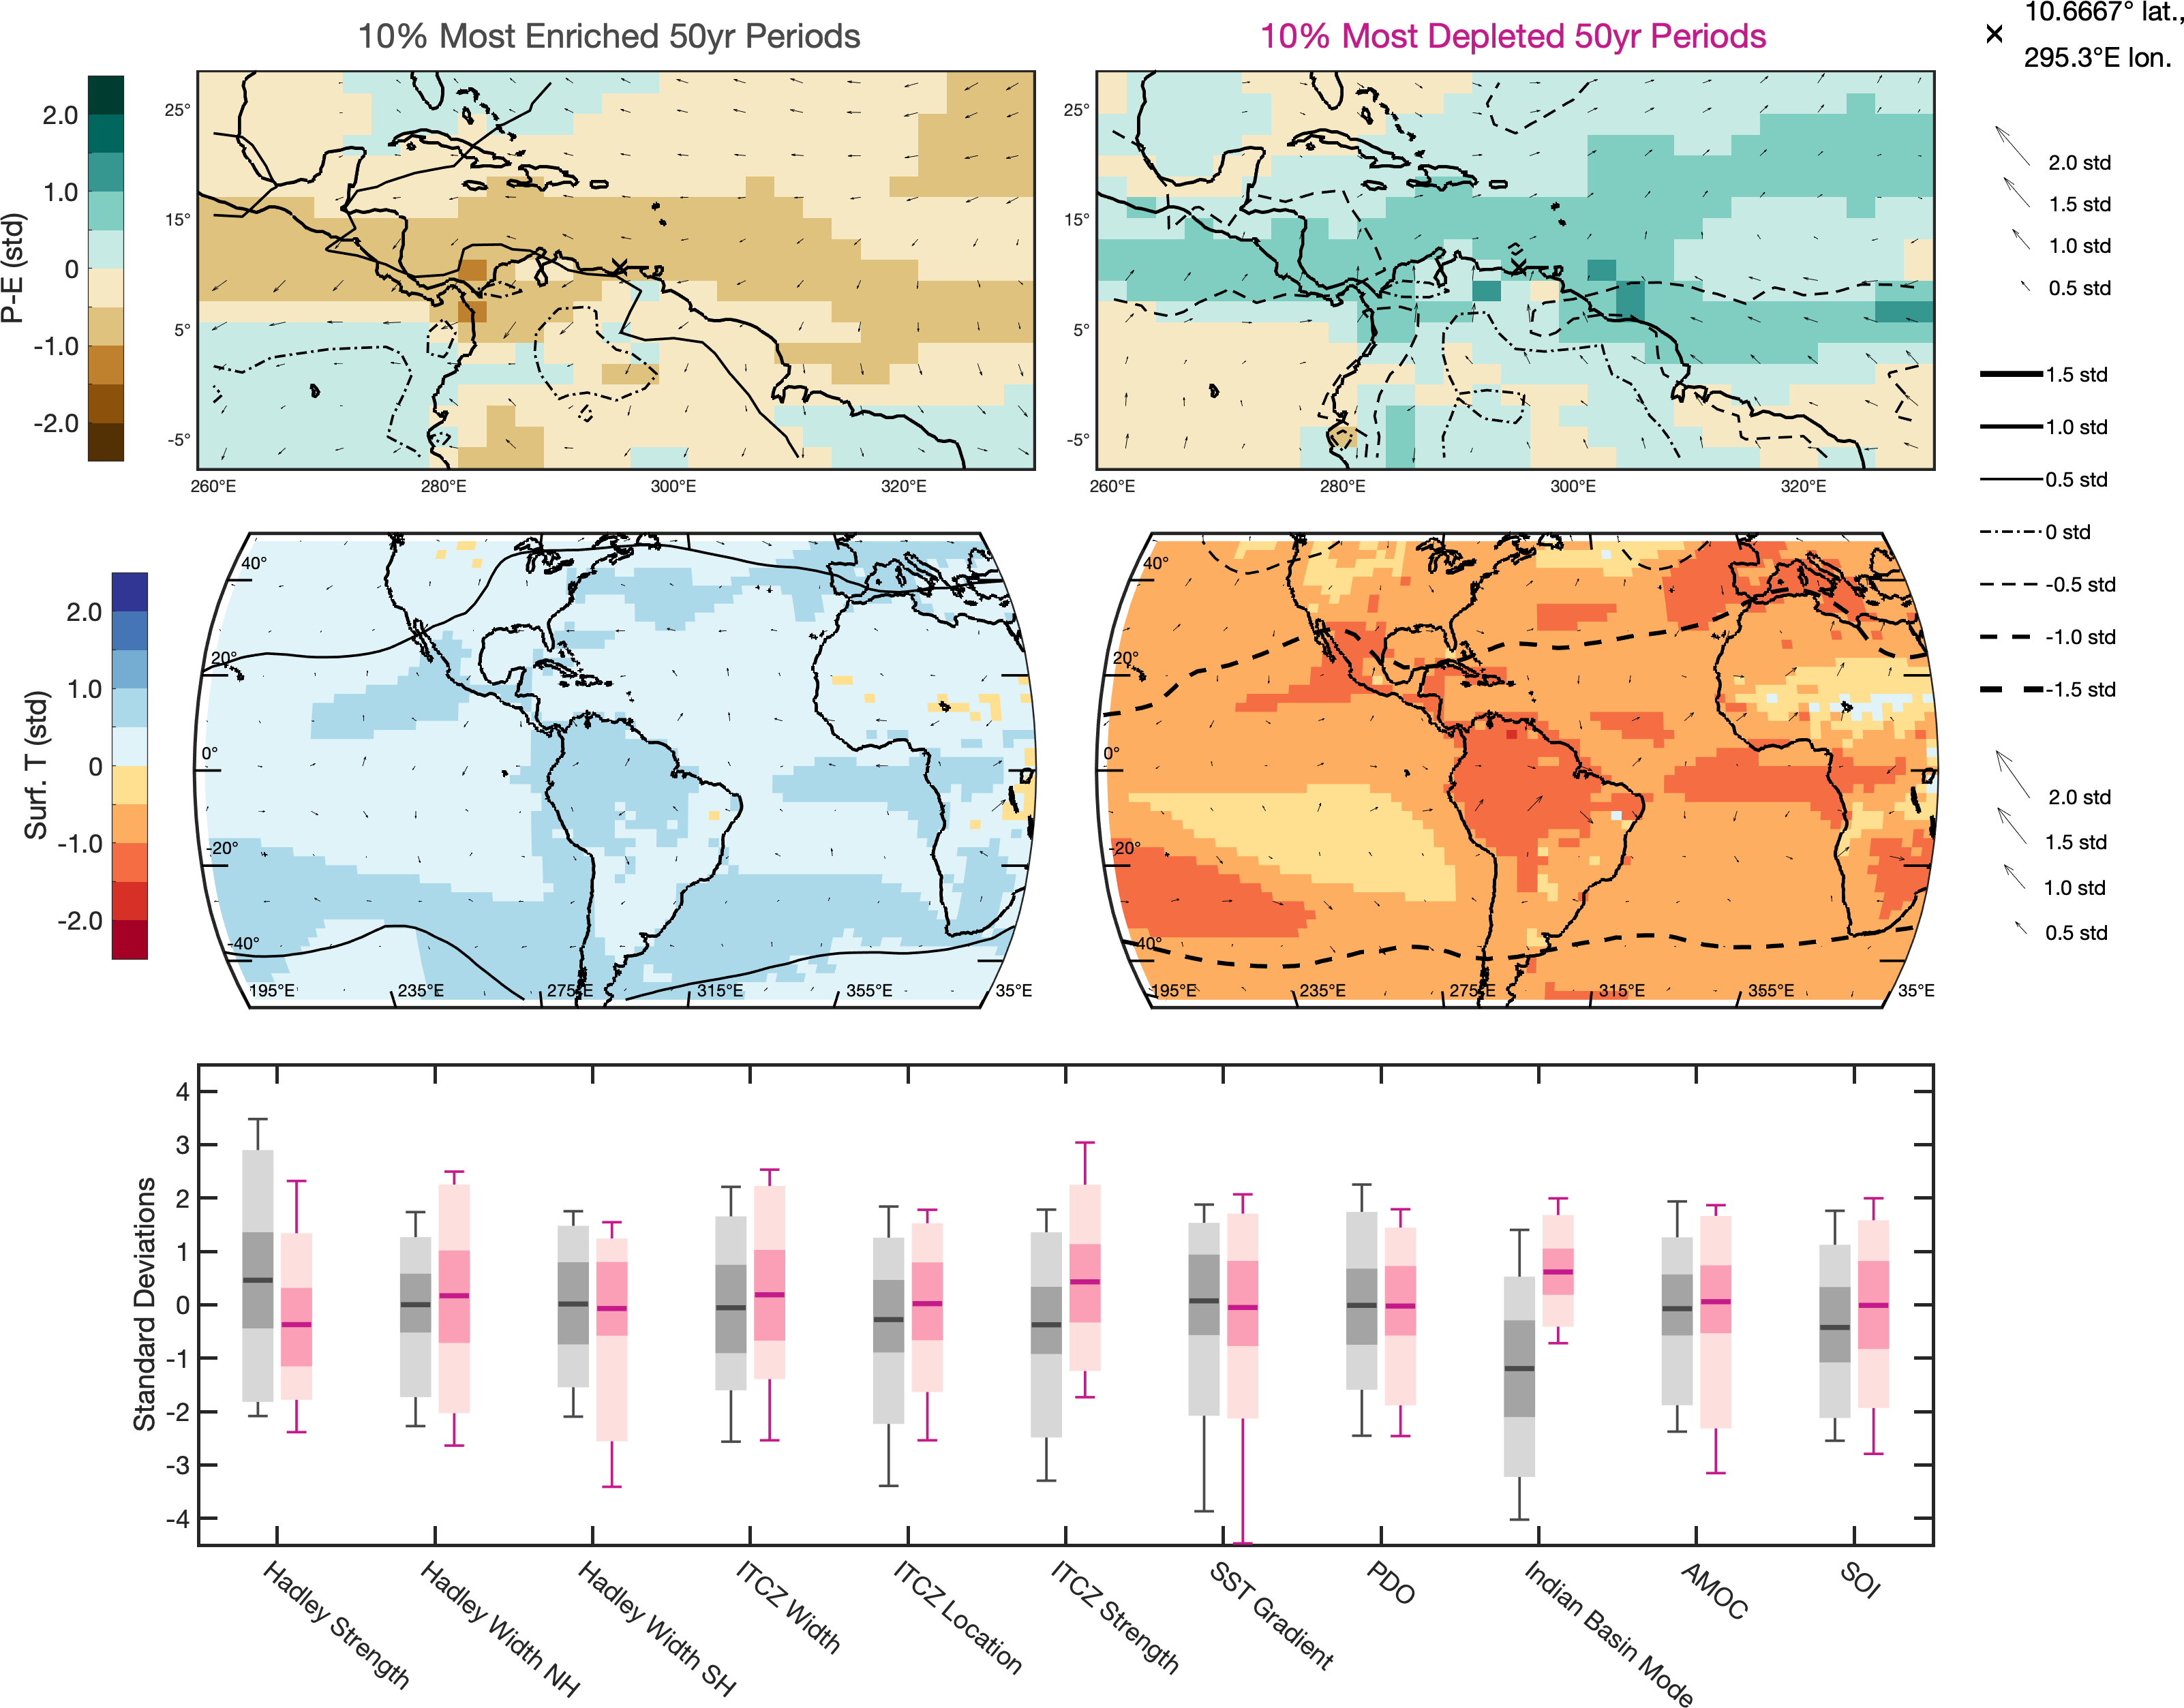 10% Most Enriched 50yr Periods
10% Most Depleted 50yr Periods
× 10.6667° lat.,
295.3°E lon.
P-E (std)
2.0
1.0
0
-1.0
-2.0
25°
15°
5°
-5°
260°E 280°E 300°E 320°E
25°
15°
5°
-5°
260°E 280°E 300°E 320°E
2.0 std
1.5 std
1.0 std
0.5 std
1.5 std
1.0 std
0.5 std
0 std
-0.5 std
-1.0 std
-1.5 std
Surf. T (std)
2.0
1.0
0
-1.0
-2.0
40°
20°
0°
-20°
-40°
195°E 235°E 275°E 315°E 355°E 35°E
40°
20°
0°
-20°
-40°
195°E 235°E 275°E 315°E 355°E 35°E
2.0 std
1.5 std
1.0 std
0.5 std
Standard Deviations
4
3
2
1
0
-1
-2
-3
-4
Hadley Strength
Hadley Width NH
Hadley Width SH
ITCZ Width
ITCZ Location
ITCZ Strength
SST Gradient
PDO
Indian Basin Mode
AMOC
SOI